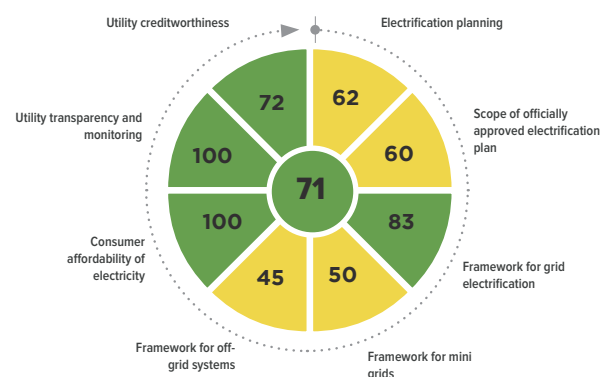 Utility creditworthiness
Electrification planning
72
62
Utility transparency and
monitoring
Scope of officially
approved electrification
plan
100
60
71
100
83
Consumer
affordability of
electricity
Framework for grid
electrification
45
50
Framework for off-
grid systems
Framework for mini
grids